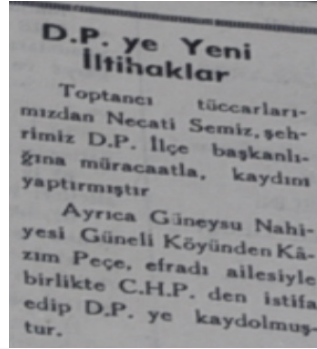 D.P. ye Yeni
İltihaklar
Toptancı tüccarları-
mızdan Necati Semiz, şeh-
rimiz D.P. İlçe başkanlı-
ğına müracaatla, kaydını
yaptırmıştır
Ayrıca Güneysu Nahi-
yesi Güneli Köyünden Kâ-
zım Peçe, efradı ailesiyle
birlikte C.H.P. den istifa
edip D.P. ye kaydolmuş-
tur.